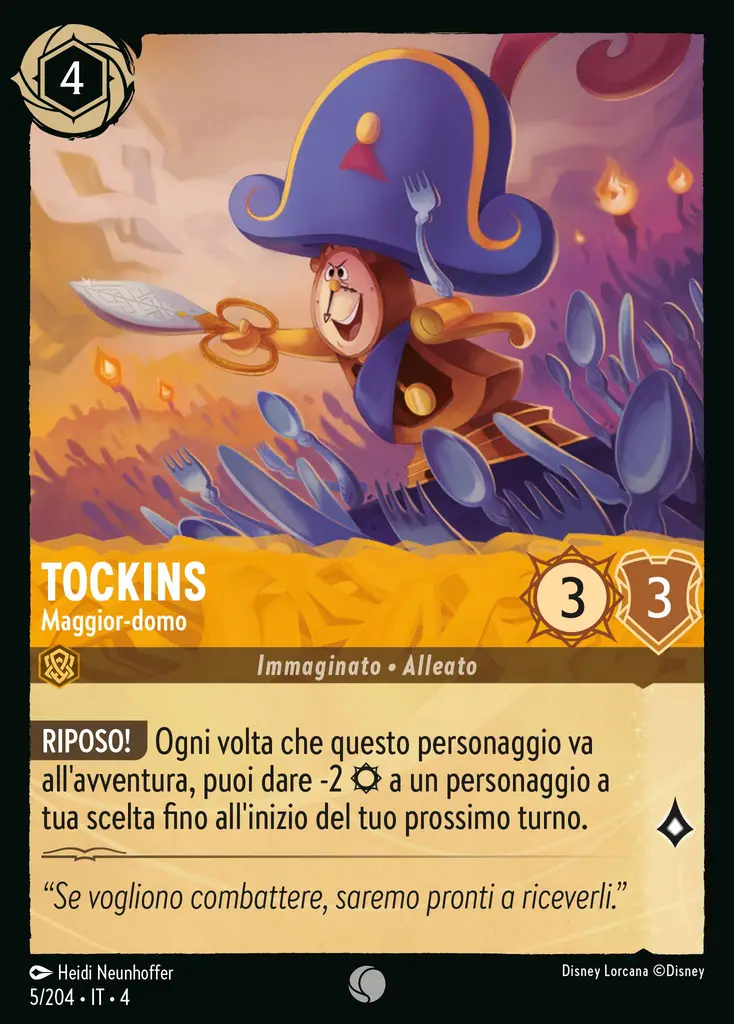 4
TOCKINS
Maggior-domo
3
3
Immaginato • Alleato
RIPOSO! Ogni volta che questo personaggio va
all'avventura, puoi dare -2 a un personaggio a
tua scelta fino all'inizio del tuo prossimo turno.
“Se vogliono combattere, saremo pronti a riceverli.”
Heidi Neunhoffer
Disney Lorcana ©Disney
5/204 • IT • 4